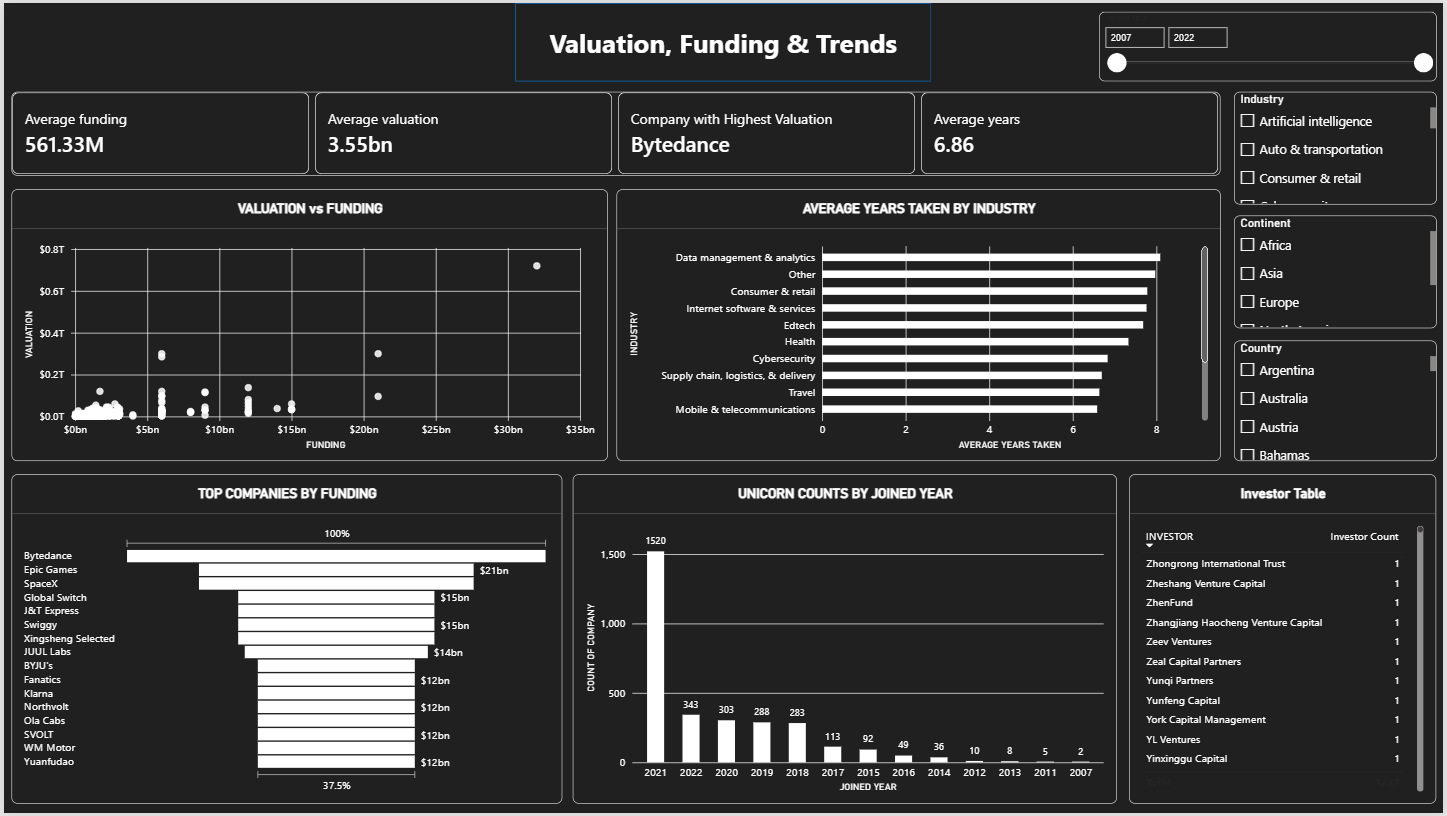 Valuation, Funding & Trends
2007
2022
Average funding
561.33M
Average valuation
3.55bn
Company with Highest Valuation
Bytedance
Average years
6.86
Industry
Artificial intelligence
Auto & transportation
Consumer & retail
Continent
Africa
Asia
Europe
Country
Argentina
Australia
Austria
Bahamas
VALUATION vs FUNDING
VALUATION
$0.8T
$0.6T
$0.4T
$0.2T
$0.0T
$0bn
$5bn
$10bn
$15bn
$20bn
$25bn
$30bn
$35bn
FUNDING
AVERAGE YEARS TAKEN BY INDUSTRY
INDUSTRY
Data management & analytics
Other
Consumer & retail
Internet software & services
Edtech
Health
Cybersecurity
Supply chain, logistics, & delivery
Travel
Mobile & telecommunications
0
2
4
6
8
AVERAGE YEARS TAKEN
TOP COMPANIES BY FUNDING
100%
Bytedance
Epic Games
$21bn
SpaceX
Global Switch
$15bn
J&T Express
Swiggy
$15bn
Xingsheng Selected
JUUL Labs
$14bn
BYJU's
Fanatics
$12bn
Klarna
Northvolt
$12bn
Ola Cabs
SVOLT
$12bn
WM Motor
Yuanfudao
$12bn
37.5%
UNICORN COUNTS BY JOINED YEAR
COUNT OF COMPANY
1,500
1,000
500
0
1520
343
303
288
283
113
92
49
36
10
8
5
2
2021
2022
2020
2019
2018
2017
2015
2016
2014
2012
2013
2011
2007
JOINED YEAR
Investor Table
INVESTOR
Investor Count
Zhongrong International Trust
1
Zheshang Venture Capital
1
ZhenFund
1
Zhangjiang Haocheng Venture Capital
1
Zeev Ventures
1
Zeal Capital Partners
1
Yunqi Partners
1
Yunfeng Capital
1
York Capital Management
1
YL Ventures
1
Yinxinggu Capital
1